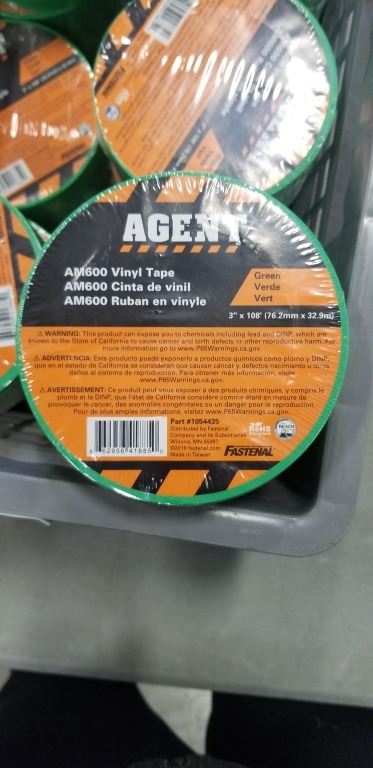 AGENT
AM600 Vinyl Tape
AM600 Cinta de vinil
AM600 Ruban en vinyle
Green
Verde
Vert
3" x 108' (76.2mm x 32.9m)
⚠ WARNING: This product can expose you to chemicals including lead and DINP, which are
known to the State of California to cause cancer and birth defects or other reproductive harm. For
more information go to www.P65Warnings.ca.gov.
⚠ ADVERTENCIA: Este producto puede exponerlo a productos químicos como plomo y DINP,
que en el estado de California se consideran que causan cáncer y defectos nacimiento u otros
daños al sistema de reproducción. Para obtener más información, visite
www.P65Warnings.ca.gov.
⚠ AVERTISSEMENT: Ce produit peut vous exposer à des produits chimiques, y compris le
plomb et le DINP, que l'état de Californie considère comme étant en mesure de
provoquer le cancer, des anomalies congénitales ou un danger pour la reproduction.
Pour de plus amples informations, visitez www.P65Warnings.ca.gov.
Part #1054435
Distributed by Fastenal
Company and its Subsidiaries
Winona, MN 55987
©2019 fastenal.com
Made in Taiwan
RoHS
REACH
FASTENAL
62956 41685